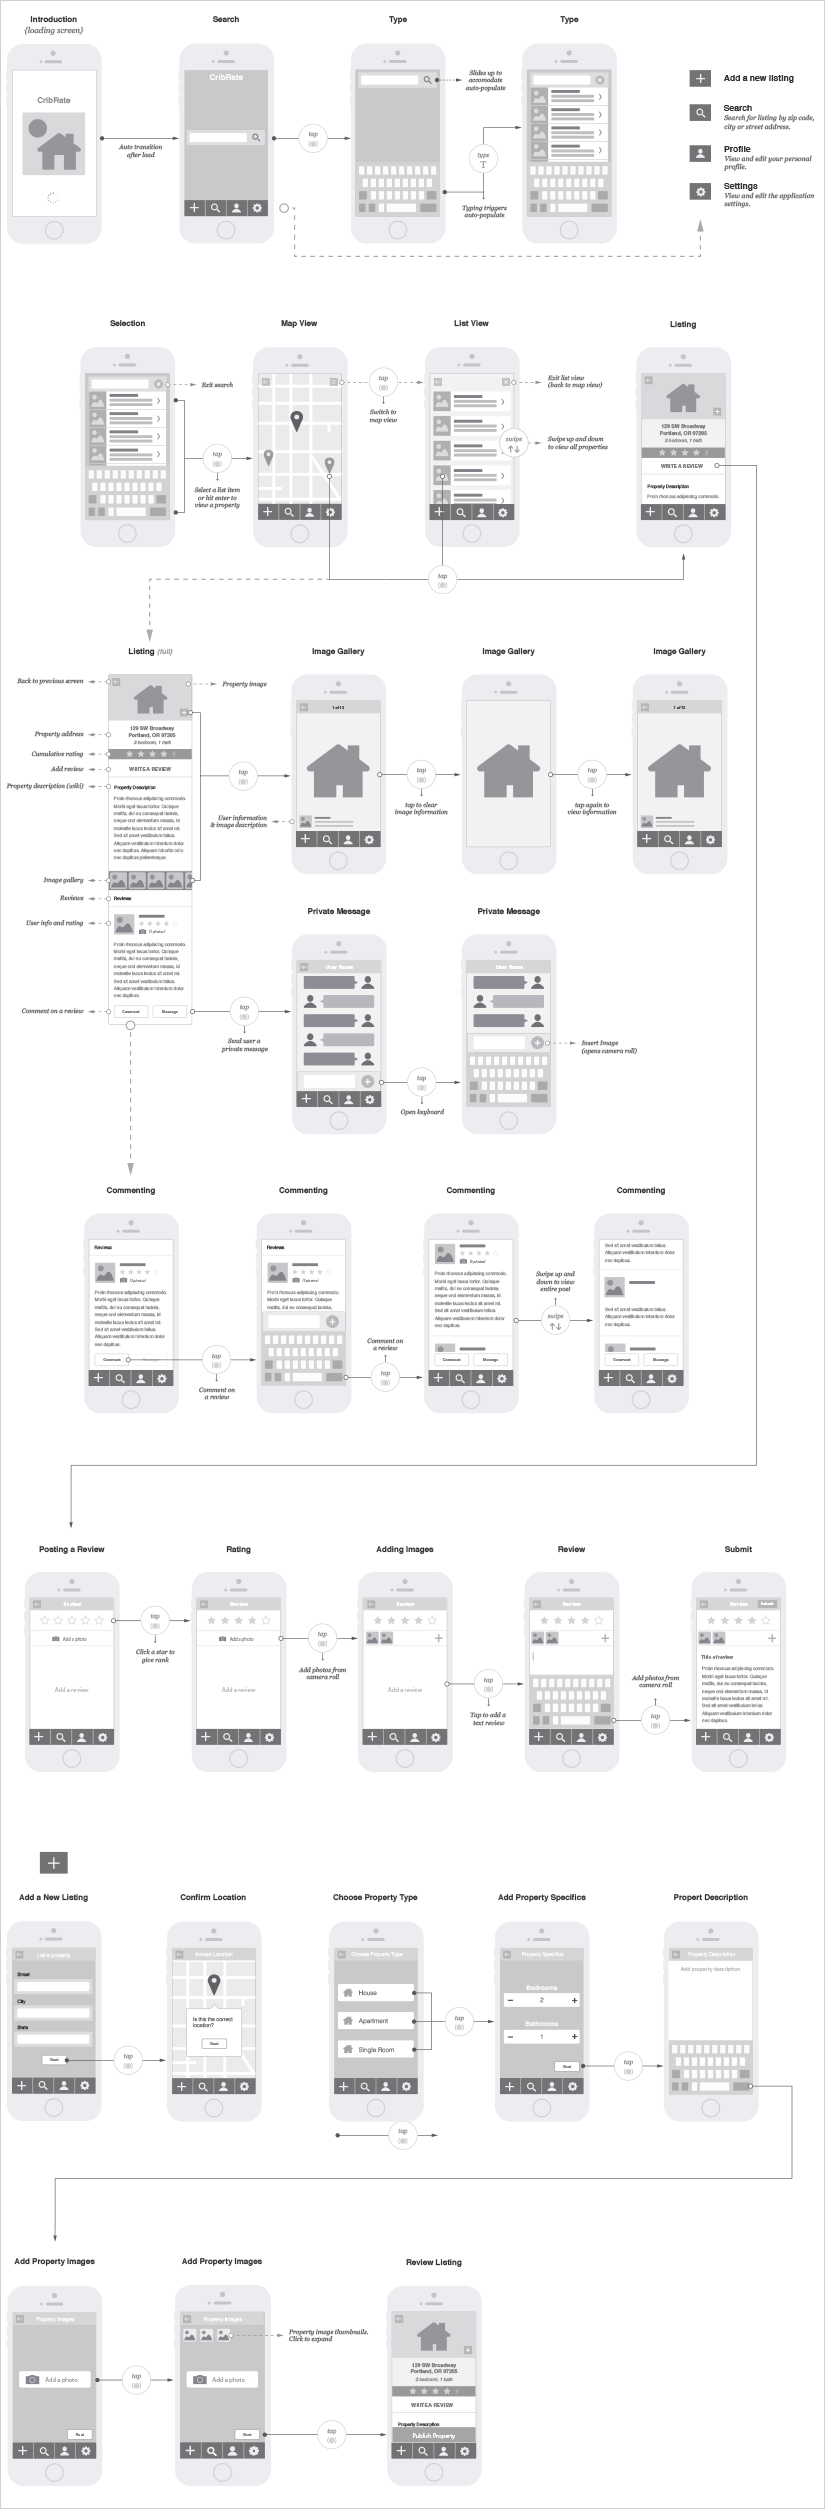 Introduction
{loading screen}
Search
Type
Type
CribRate
CribRate
Auto transition
after load
tap
Slides up to
accomodate
auto-populate
type
T
Typing triggers
auto-populate
Add a new listing
Search
Search for listing by zip code,
city or street address.
Profile
View and edit your personal
profile.
Settings
View and edit the application
settings.
Selection
Map View
List View
Listing
Exit search
tap
Select a list item
or hit enter to
view a property
tap
Switch to
map view
Exit list view
(back to map view)
swipe
Swipe up and down
to view all properties
129 SW Broadway
Portland, OR 97205
3 bedroom, 1 bath
WRITE A REVIEW
Property Description
Proin rhoncus adipiscing commodo.
tap
Listing {full}
Image Gallery
Image Gallery
Image Gallery
Back to previous screen
Property image
Property address
129 SW Broadway
Portland, OR 97205
3 bedroom, 1 bath
Cumulative rating
Add review
WRITE A REVIEW
Property description (wiki)
Property Description
Proin rhoncus adipiscing commodo.
Morbi eget lacus tortor. Quisque
mattis, dui eu consequat lacinia,
neque orci elementum massa, id
molestie lacus lectus sit amet mi.
Sed sit amet vestibulum tellus.
Aliquam vestibulum interdum dolor
nec dapibus. Aliquam lobortis odio
nec dapibus pellentesque.
tap
User information
& image description
1 of 13
tap
tap to clear
image information
tap
tap again to
view information
1 of 13
Image gallery
Reviews
Reviews
User info and rating
(3 photos)
Proin rhoncus adipiscing commodo.
Morbi eget lacus tortor. Quisque
mattis, dui eu consequat lacinia,
neque orci elementum massa, id
molestie lacus lectus sit amet mi.
Sed sit amet vestibulum tellus.
Aliquam vestibulum interdum dolor
nec dapibus.
Comment on a review
Comment
Message
tap
Send user a
private message
Private Message
Private Message
User Name
User Name
Insert Image
(opens camera roll)
tap
Open keyboard
Commenting
Commenting
Commenting
Commenting
Reviews
(3 photos)
Proin rhoncus adipiscing commodo.
Morbi eget lacus tortor. Quisque
mattis, dui eu consequat lacinia,
neque orci elementum massa, id
molestie lacus lectus sit amet mi.
Sed sit amet vestibulum tellus.
Aliquam vestibulum interdum dolor
nec dapibus.
Comment
Message
tap
Comment on
a review
Reviews
(3 photos)
Proin rhoncus adipiscing commodo.
Morbi eget lacus tortor. Quisque
mattis, dui eu consequat lacinia,
neque orci elementum massa, id
molestie lacus lectus sit amet mi.
Comment on
a review
tap
(3 photos)
Proin rhoncus adipiscing commodo.
Morbi eget lacus tortor. Quisque
mattis, dui eu consequat lacinia,
neque orci elementum massa, id
molestie lacus lectus sit amet mi.
Sed sit amet vestibulum tellus.
Aliquam vestibulum interdum dolor
nec dapibus.
Comment
Message
Swipe up and
down to view
entire post
swipe
Sed sit amet vestibulum tellus.
Aliquam vestibulum interdum dolor
nec dapibus.
Sed sit amet vestibulum tellus.
Aliquam vestibulum interdum dolor
nec dapibus.
Comment
Message
Posting a Review
Rating
Adding Images
Review
Submit
Review
Add a photo
Add a review
tap
Click a star to
give rank
Review
Add a photo
Add a review
tap
Add photos from
camera roll
Review
Add a review
tap
Tap to add a
text review
Review
Add photos from
camera roll
tap
Review
Submit
Title of review
Proin rhoncus adipiscing commodo.
Morbi eget lacus tortor. Quisque
mattis, dui eu consequat lacinia,
neque orci elementum massa, id
molestie lacus lectus sit amet mi.
Sed sit amet vestibulum tellus.
Aliquam vestibulum interdum dolor
nec dapibus.
Add a New Listing
Confirm Location
Choose Property Type
Add Property Specifics
Propert Description
List a property
Street
City
State
Next
tap
Accept Location
Is this the correct
location?
Next
Choose Property Type
House
Apartment
Single Room
tap
tap
Property Specifics
Bedrooms
− 2 +
Bathrooms
− 1 +
Next
tap
Property Description
Add property description
Add Property Images
Add Property Images
Review Listing
Property Images
Add a photo
Next
tap
Property Images
Property image thumbnails.
Click to expand
Add a photo
Next
tap
129 SW Broadway
Portland, OR 97205
3 bedroom, 1 bath
WRITE A REVIEW
Property Description
Publish Property